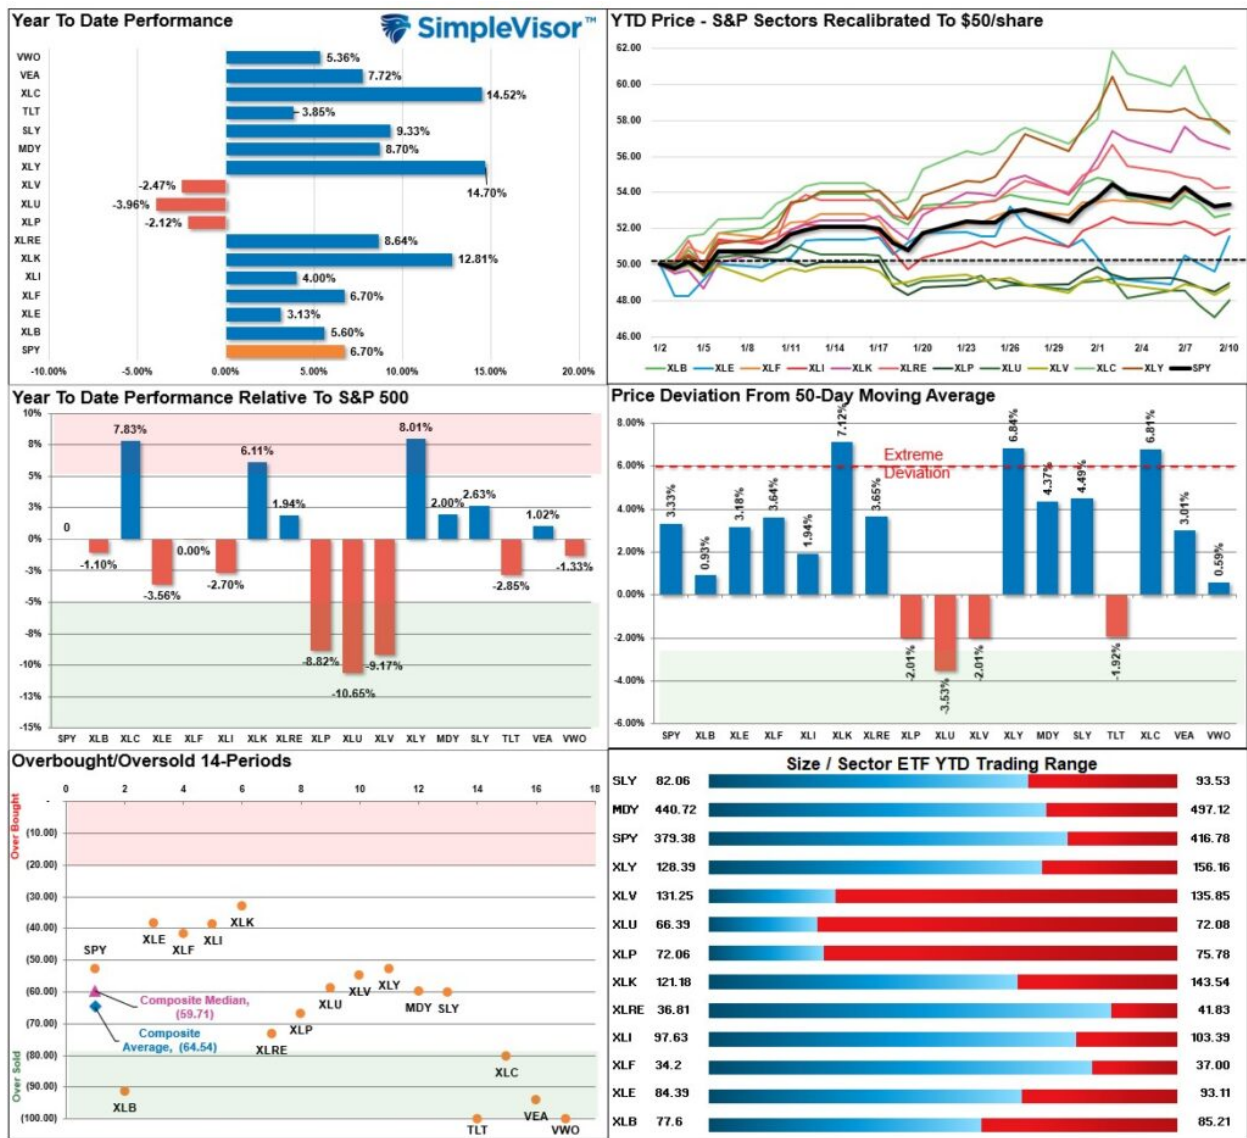 Year To Date Performance
SimpleVisor™
VWO 5.36%
VEA 7.72%
XLC 14.52%
TLT 3.85%
SLY 9.33%
MDY 8.70%
XLY 14.70%
XLV -2.47%
XLU -3.96%
XLP -2.12%
XLRE 8.64%
XLK 12.81%
XLI 4.00%
XLF 6.70%
XLE 3.13%
XLB 5.60%
SPY 6.70%
-10.00% -5.00% 0.00% 5.00% 10.00% 15.00% 20.00%
YTD Price - S&P Sectors Recalibrated To $50/share
62.00
60.00
58.00
56.00
54.00
52.00
50.00
48.00
46.00
1/2 1/5 1/8 1/11 1/14 1/17 1/20 1/23 1/26 1/29 2/1 2/4 2/7 2/10
XLB XLE XLF XLI XLK XLRE XLP XLU XLV XLC XLY SPY
Year To Date Performance Relative To S&P 500
10%
8%
5%
3%
0%
-3%
-5%
-8%
-10%
-13%
-15%
0 -1.10% 7.83% -3.56% 0.00% -2.70% 6.11% 1.94% -8.82% -10.65% -9.17% 8.01% 2.00% 2.63% -2.85% 1.02% -1.33%
SPY XLB XLC XLE XLF XLI XLK XLRE XLP XLU XLV XLY MDY SLY TLT VEA VWO
Price Deviation From 50-Day Moving Average
8.00%
6.00%
4.00%
2.00%
0.00%
-2.00%
-4.00%
-6.00%
Extreme
Deviation
3.33% 0.93% 3.18% 3.64% 1.94% 7.12% 3.65% -2.01% -3.53% -2.01% 6.84% 4.37% 4.49% -1.92% 6.81% 3.01% 0.59%
SPY XLB XLE XLF XLI XLK XLRE XLP XLU XLV XLY MDY SLY TLT XLC VEA VWO
Overbought/Oversold 14-Periods
0 2 4 6 8 10 12 14 16 18
Over Bought
Over Sold
-
(10.00)
(20.00)
(30.00)
(40.00)
(50.00)
(60.00)
(70.00)
(80.00)
(90.00)
(100.00)
SPY
XLB
XLE
XLF
XLI
XLK
XLRE
XLP
XLU
XLV
XLY
MDY
SLY
TLT
XLC
VEA
VWO
Composite Median,
(59.71)
Composite
Average, (64.54)
Size / Sector ETF YTD Trading Range
SLY 82.06 93.53
MDY 440.72 497.12
SPY 379.38 416.78
XLY 128.39 156.16
XLV 131.25 135.85
XLU 66.39 72.08
XLP 72.06 75.78
XLK 121.18 143.54
XLRE 36.81 41.83
XLI 97.63 103.39
XLF 34.2 37.00
XLE 84.39 93.11
XLB 77.6 85.21